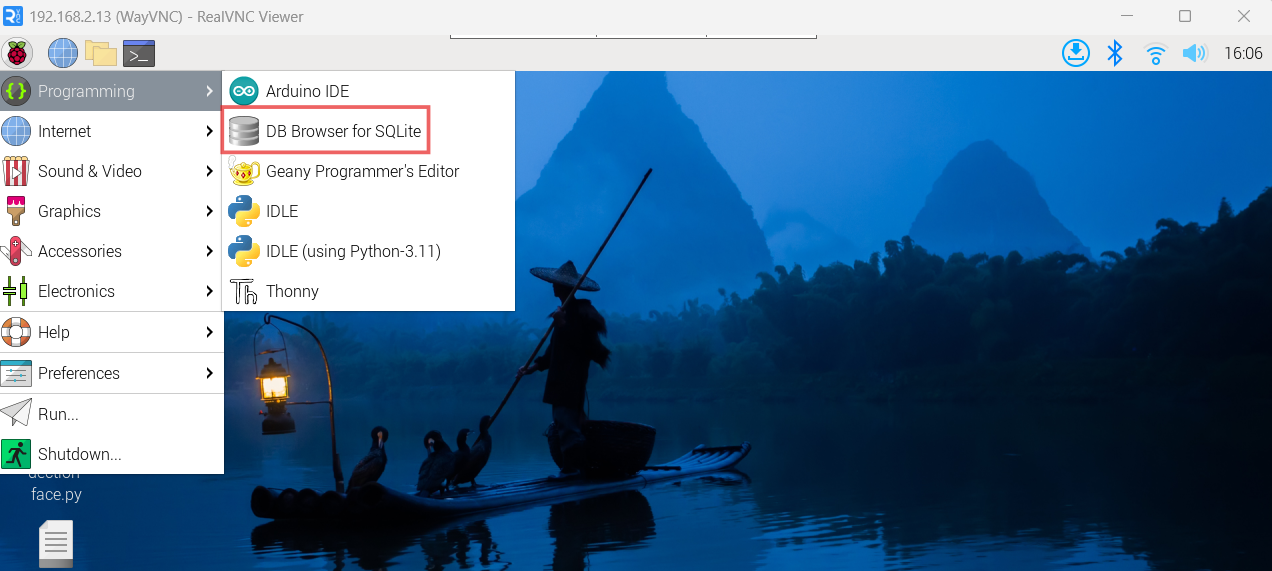 192.168.2.13 (WayVNC) - RealVNC Viewer
16:06
Programming
Internet
Sound & Video
Graphics
Accessories
Electronics
Help
Preferences
Run...
Shutdown...
Arduino IDE
DB Browser for SQLite
Geany Programmer's Editor
IDLE
IDLE (using Python-3.11)
Thonny
face.py